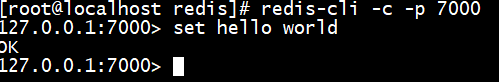 [root@localhost redis]# redis-cli -c -p 7000
127.0.0.1:7000> set hello world
OK
127.0.0.1:7000>